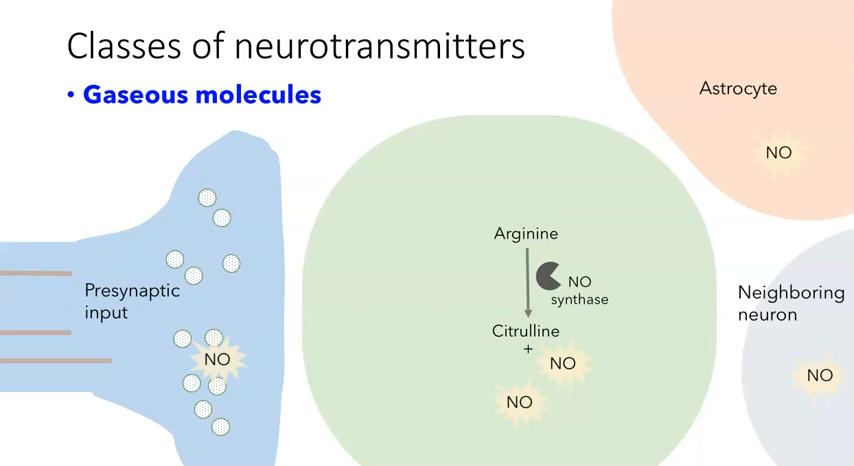 Classes of neurotransmitters
• Gaseous molecules
Astrocyte
NO
Arginine
NO
synthase
Presynaptic
input
Citrulline
+
NO
NO
NO
Neighboring
neuron
NO